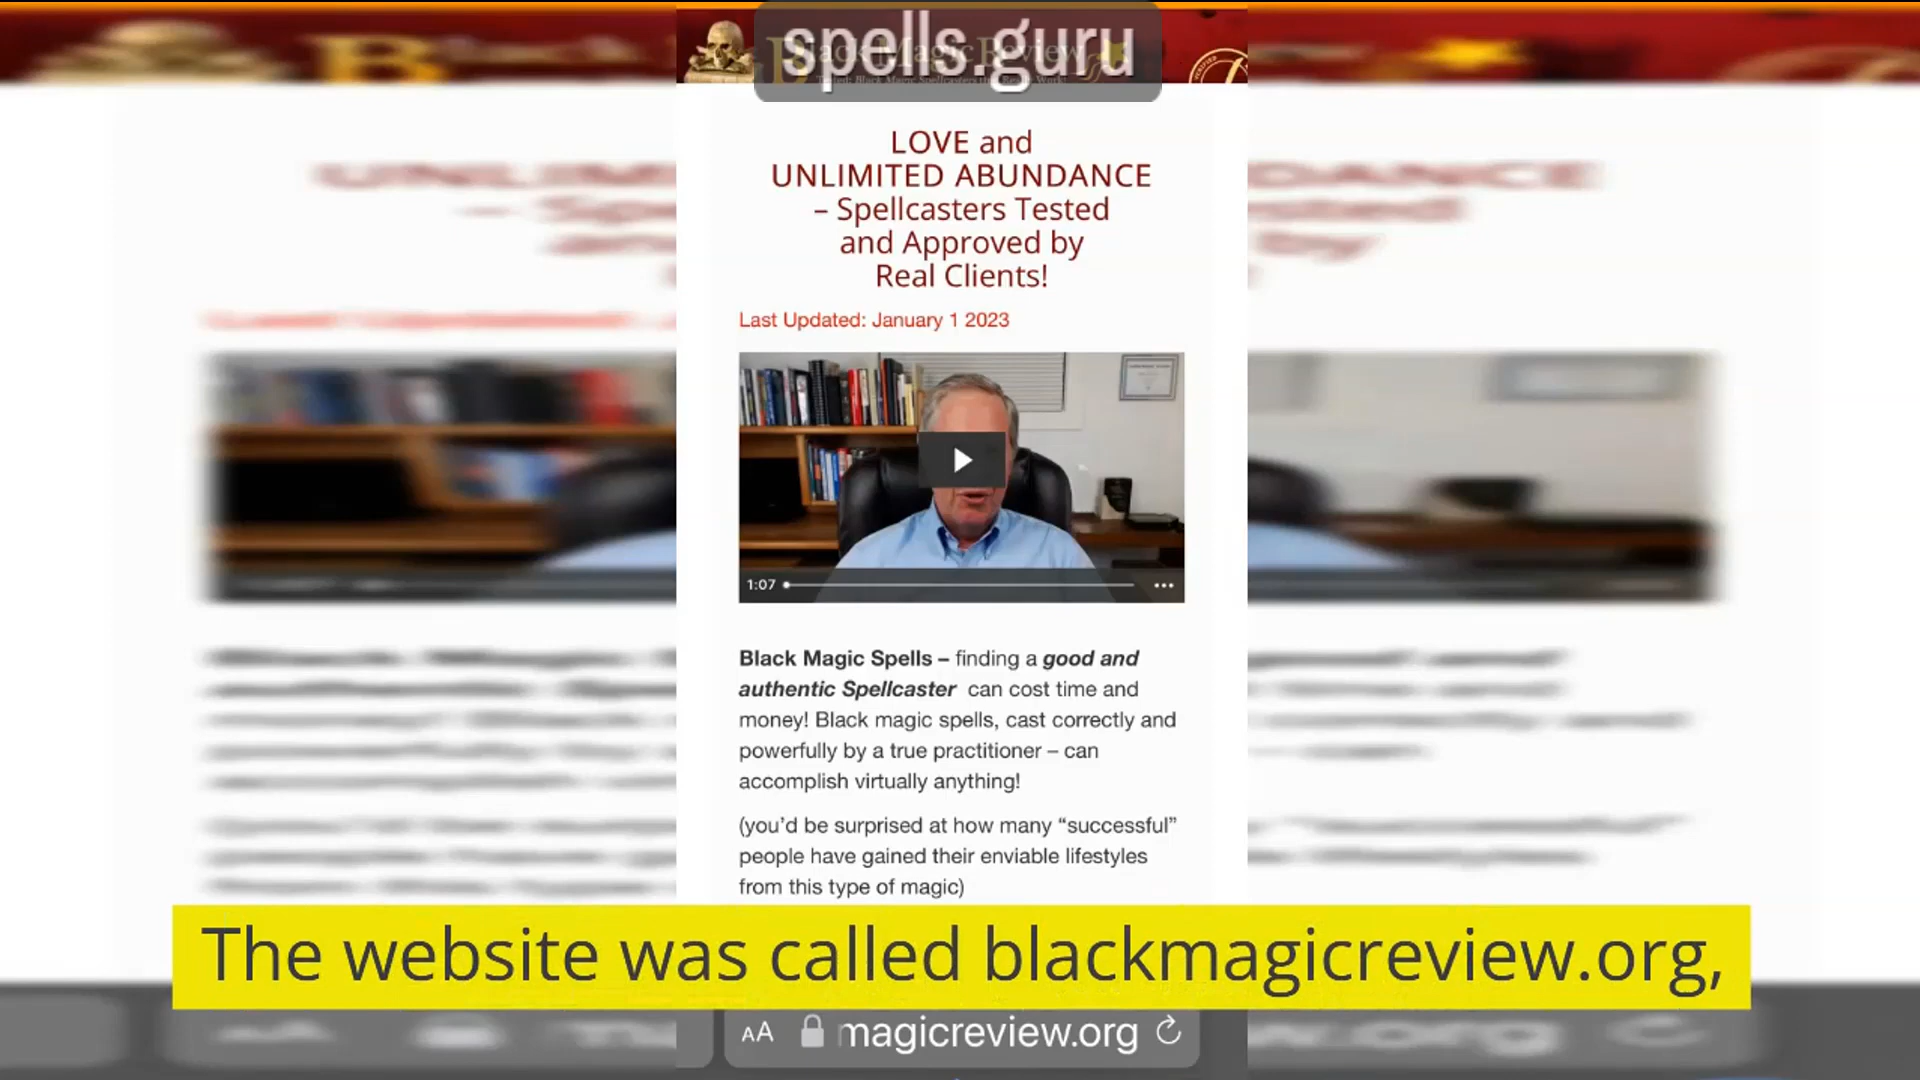 spells.guru
Black Magic Review
LOVE and
UNLIMITED ABUNDANCE
– Spellcasters Tested
and Approved by
Real Clients!
Last Updated: January 1 2023
1:07
Black Magic Spells – finding a good and
authentic Spellcaster can cost time and
money! Black magic spells, cast correctly and
powerfully by a true practitioner – can
accomplish virtually anything!
(you’d be surprised at how many “successful”
people have gained their enviable lifestyles
from this type of magic)
The website was called blackmagicreview.org,
AA magicreview.org